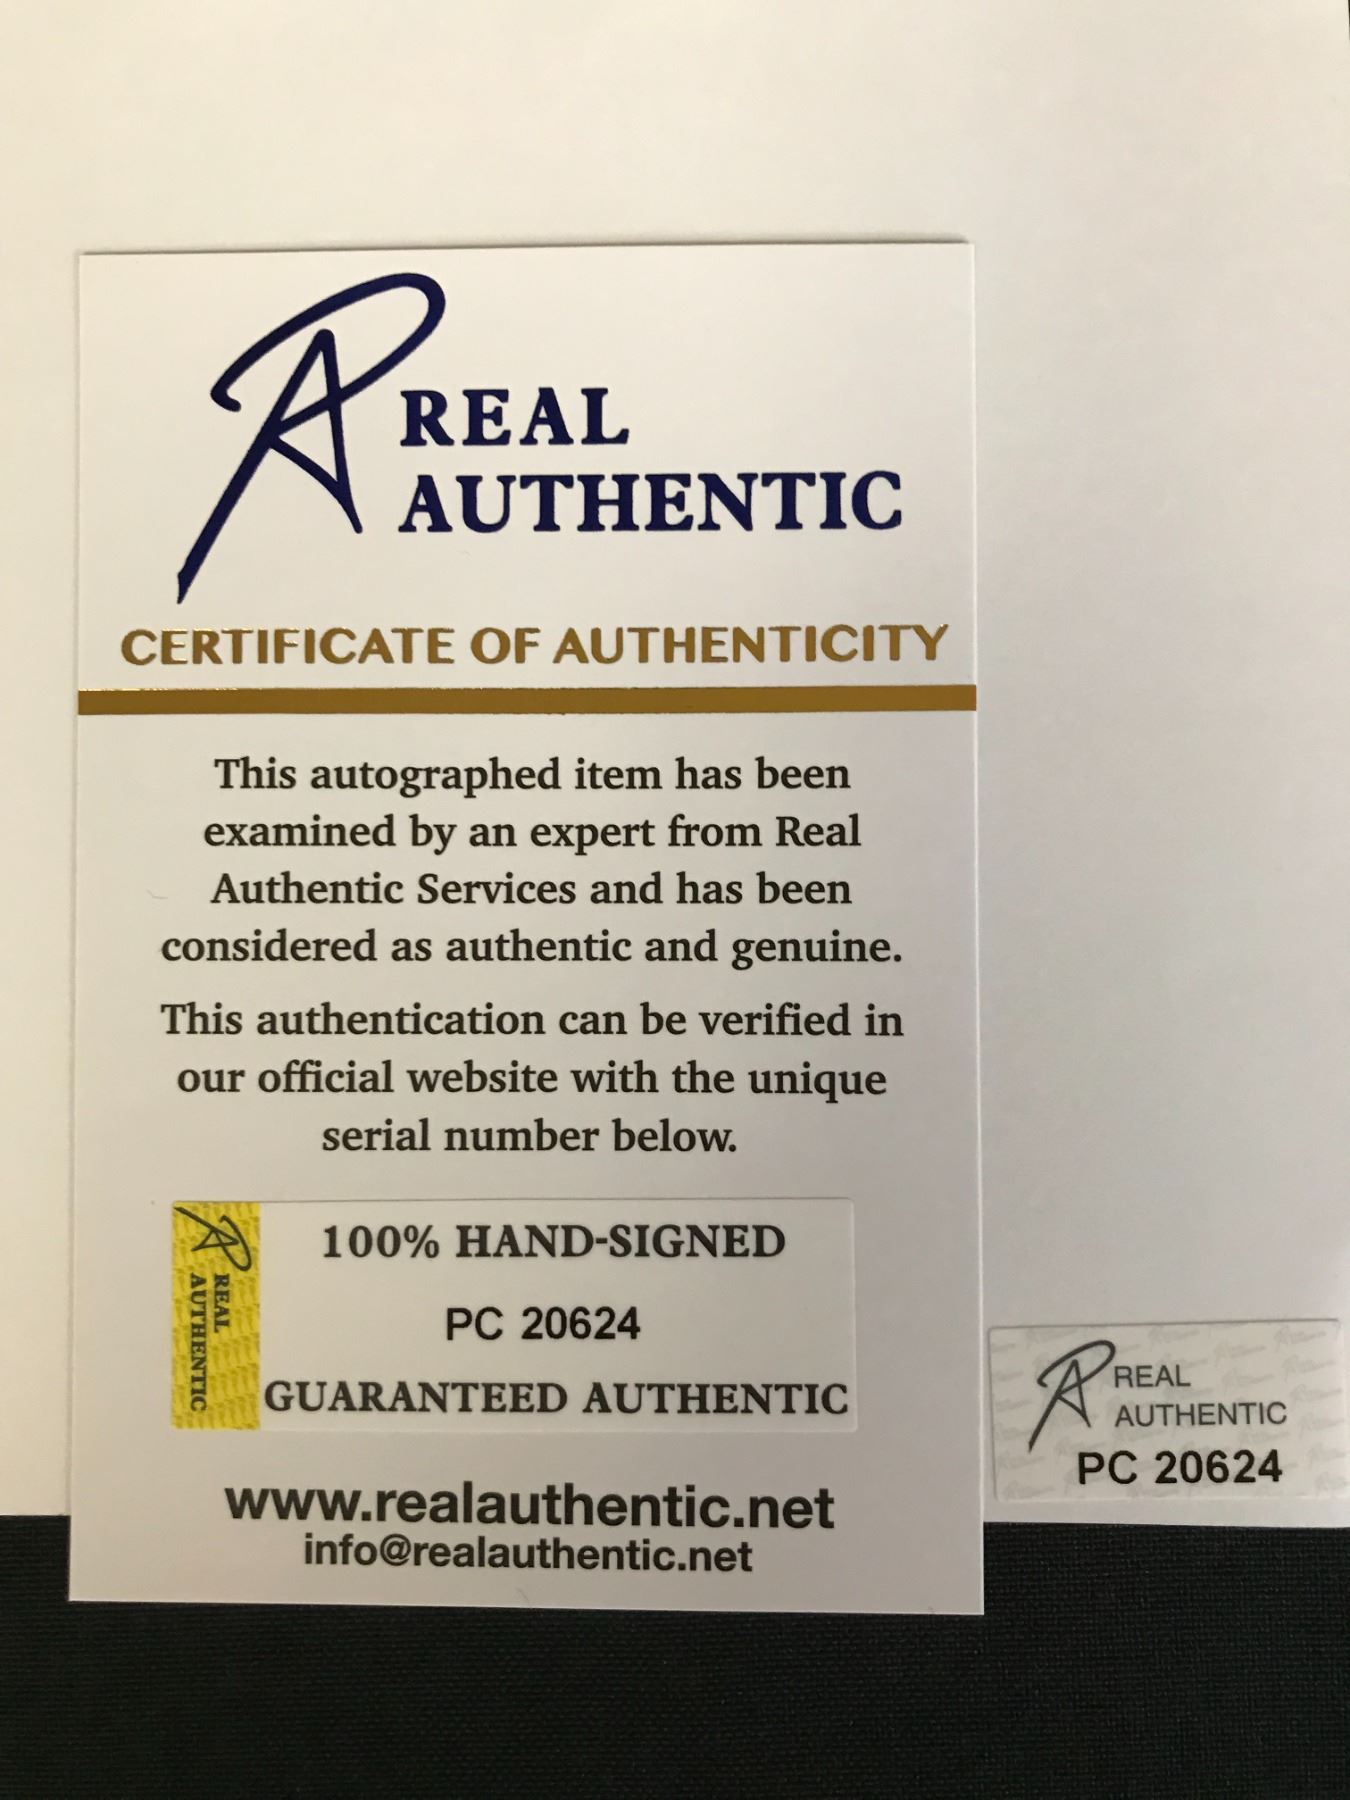 REAL
AUTHENTIC
CERTIFICATE OF AUTHENTICITY
This autographed item has been
examined by an expert from Real
Authentic Services and has been
considered as authentic and genuine.
This authentication can be verified in
our official website with the unique
serial number below.
REAL
AUTHENTIC
100% HAND-SIGNED
PC 20624
GUARANTEED AUTHENTIC
www.realauthentic.net
info@realauthentic.net
REAL
AUTHENTIC
PC 20624